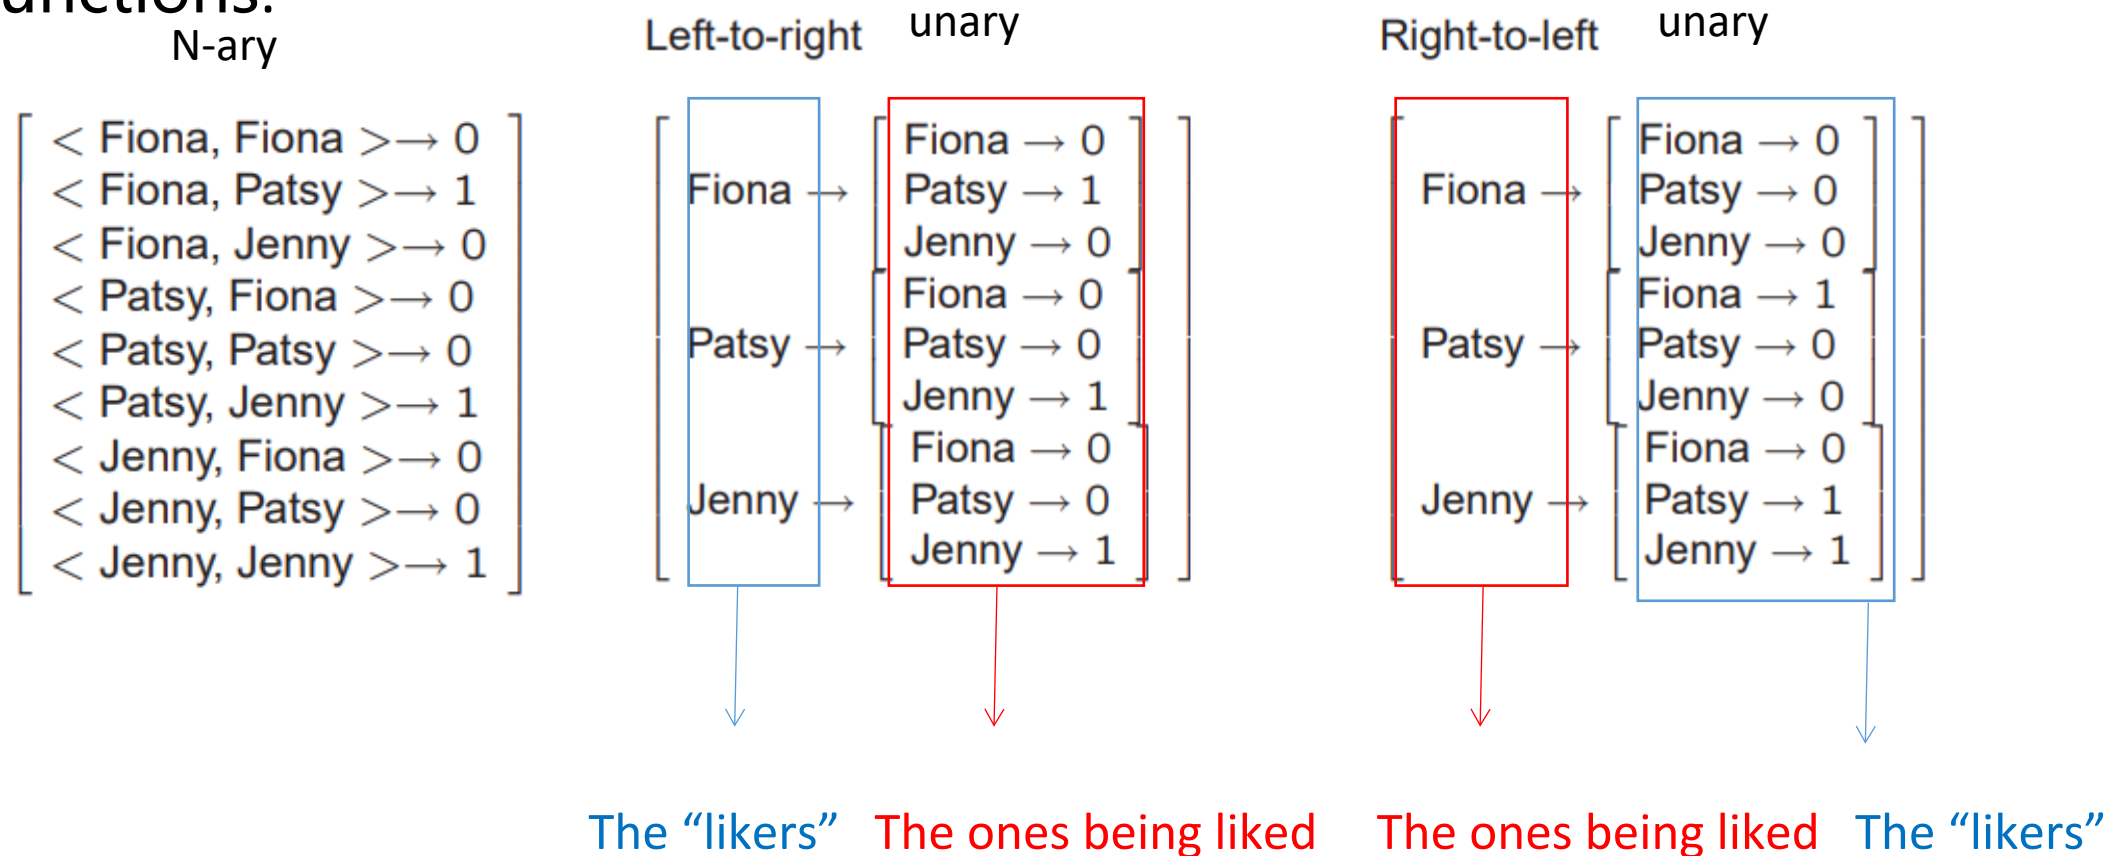 unctions.
N-ary
< Fiona, Fiona >→ 0
< Fiona, Patsy >→ 1
< Fiona, Jenny >→ 0
< Patsy, Fiona >→ 0
< Patsy, Patsy >→ 0
< Patsy, Jenny >→ 1
< Jenny, Fiona >→ 0
< Jenny, Patsy >→ 0
< Jenny, Jenny >→ 1
Left-to-right unary
Fiona →
Fiona → 0
Patsy → 1
Jenny → 0
Patsy →
Fiona → 0
Patsy → 0
Jenny → 1
Jenny →
Fiona → 0
Patsy → 0
Jenny → 1
The “likers” The ones being liked
Right-to-left unary
Fiona →
Fiona → 0
Patsy → 0
Jenny → 0
Patsy →
Fiona → 1
Patsy → 0
Jenny → 0
Jenny →
Fiona → 0
Patsy → 1
Jenny → 1
The ones being liked The “likers”